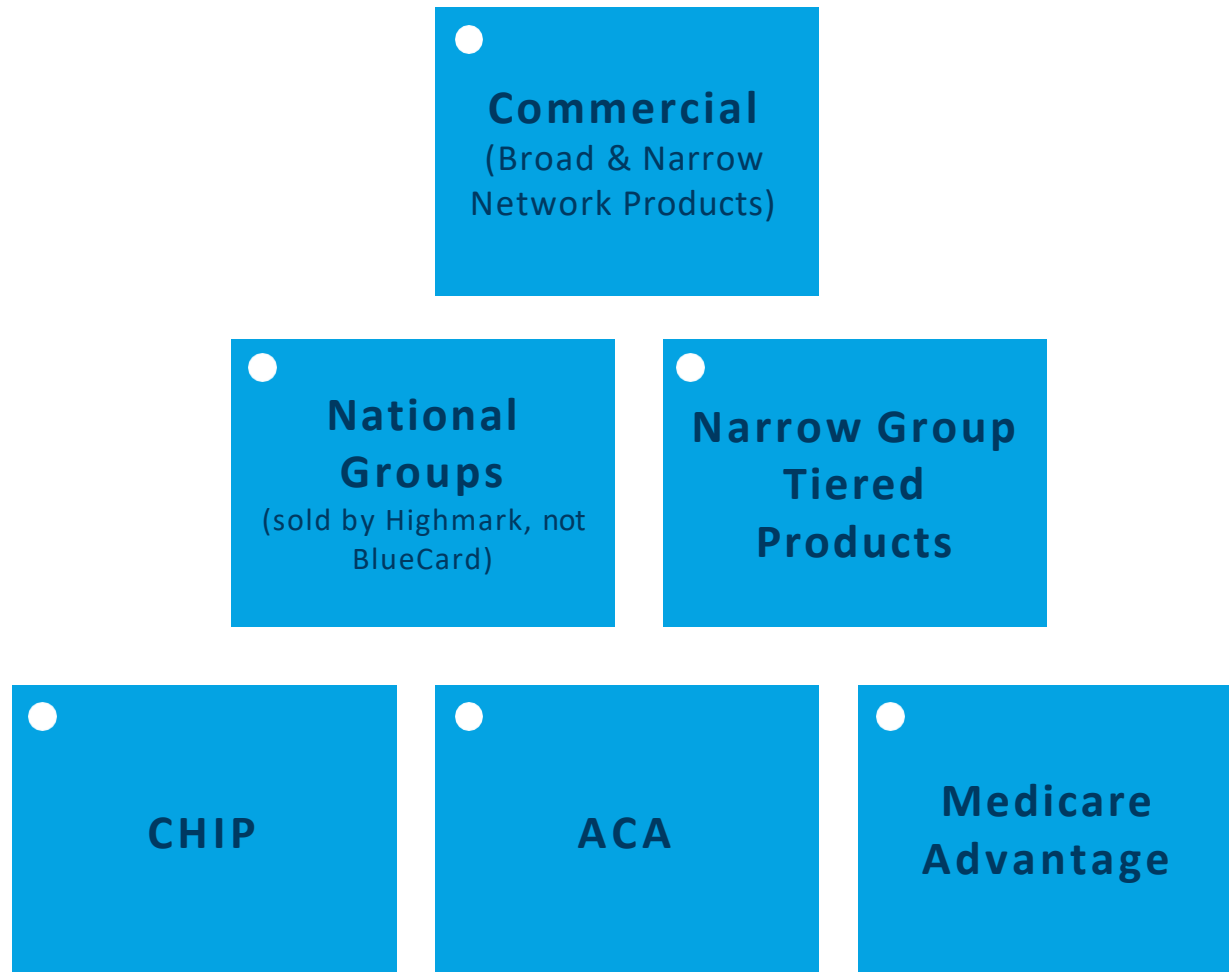 Commercial
(Broad & Narrow
Network Products)
National
Groups
(sold by Highmark, not
BlueCard)
Narrow Group
Tiered
Products
CHIP
ACA
Medicare
Advantage